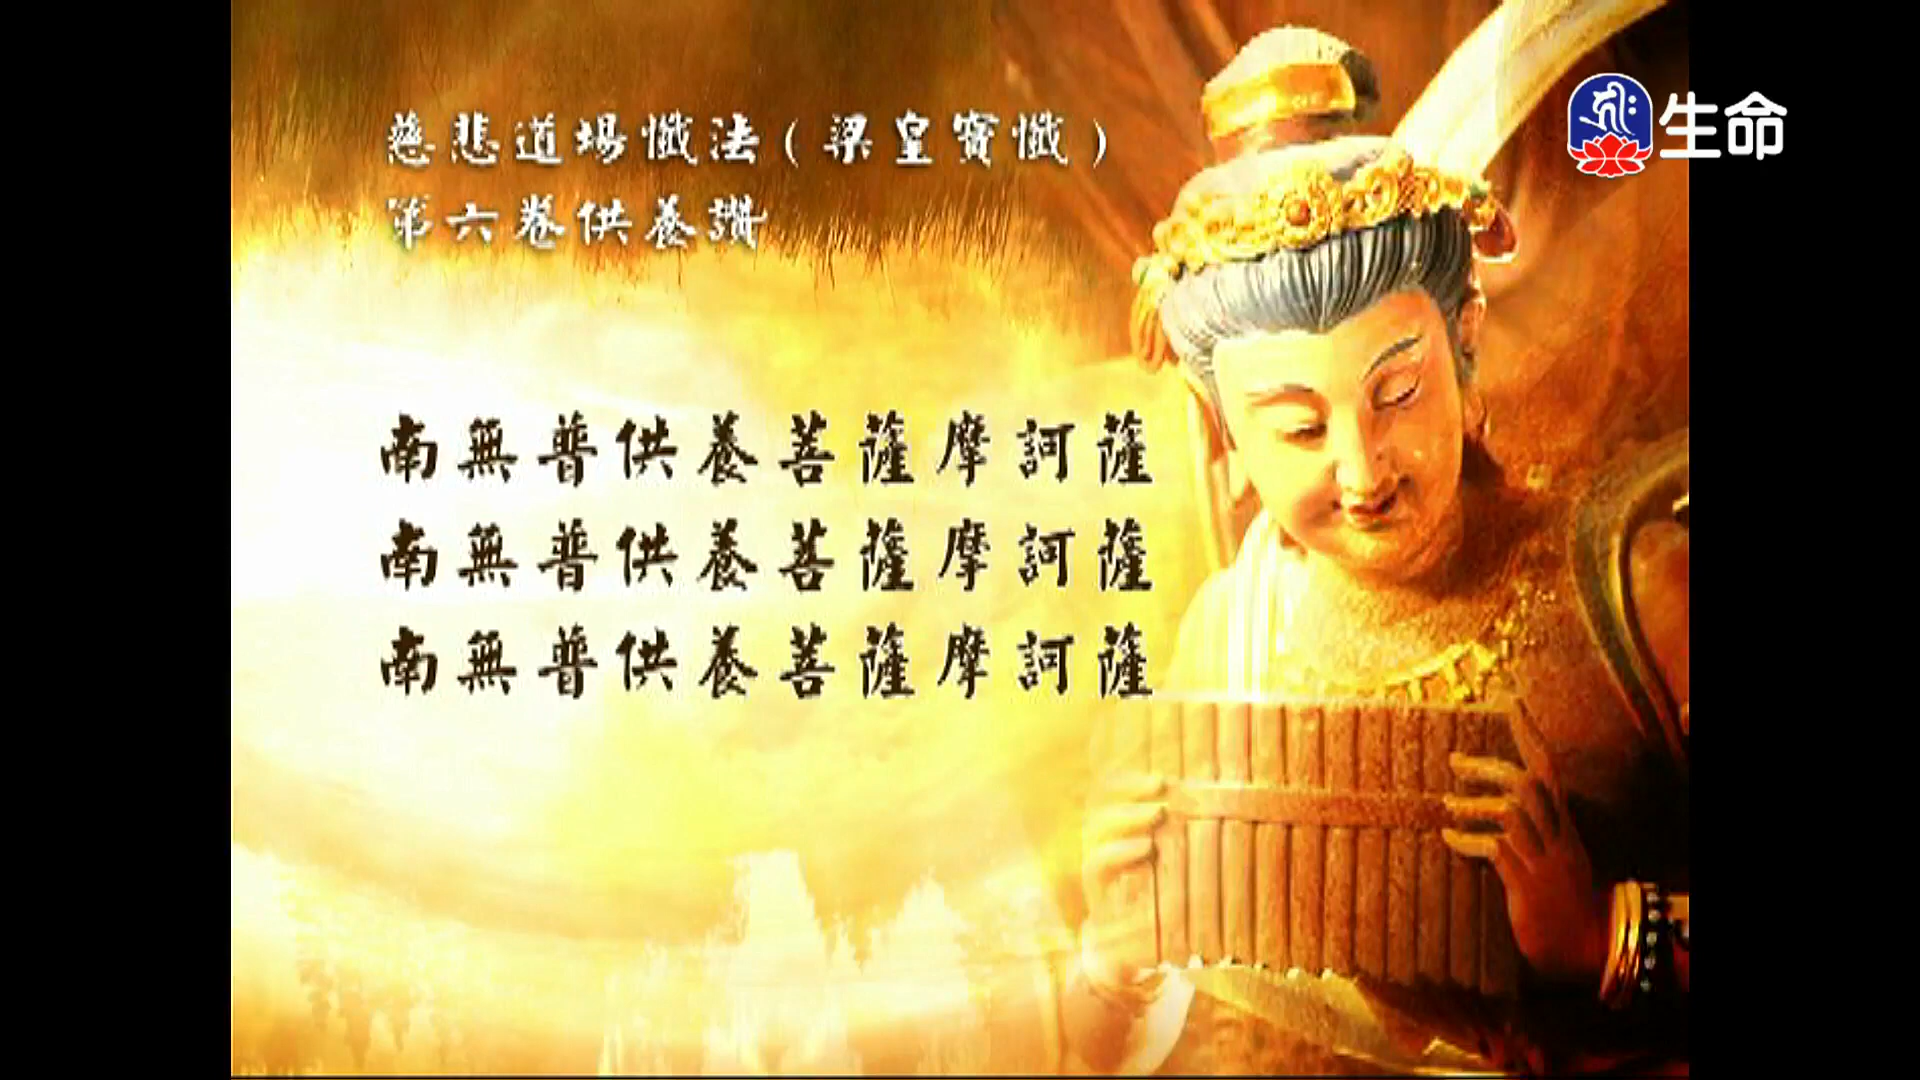 慈悲道場懺法(梁皇寶懺)
第六卷供養讚
生命
南無普供養菩薩摩訶薩
南無普供養菩薩摩訶薩
南無普供養菩薩摩訶薩